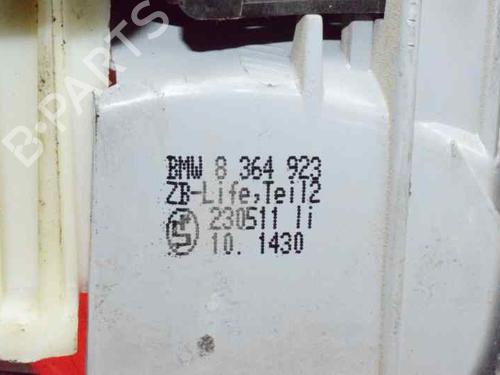 B-PARTS
BMW 8 364 923
ZB-Life,Teil2
230511 li
10. 1430